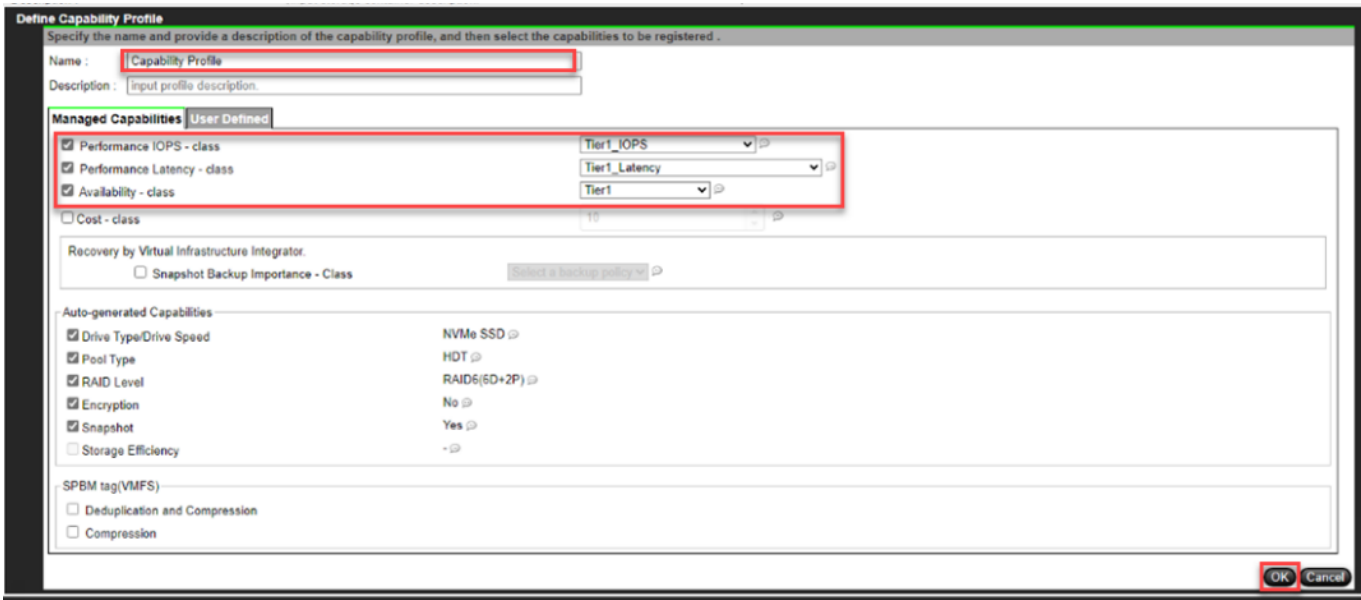 Define Capability Profile
Specify the name and provide a description of the capability profile, and then select the capabilities to be registered .
Name : Capability Profile
Description : input profile description.
Managed Capabilities User Defined
Performance IOPS - class Tier1_IOPS
Performance Latency - class Tier1_Latency
Availability - class Tier1
Cost - class 10
Recovery by Virtual Infrastructure Integrator.
Snapshot Backup Importance - Class Select a backup policy
Auto-generated Capabilities
Drive Type/Drive Speed NVMe SSD
Pool Type HDT
RAID Level RAID6(6D+2P)
Encryption No
Snapshot Yes
Storage Efficiency -
SPBM tag(VMFS)
Deduplication and Compression
Compression
OK Cancel